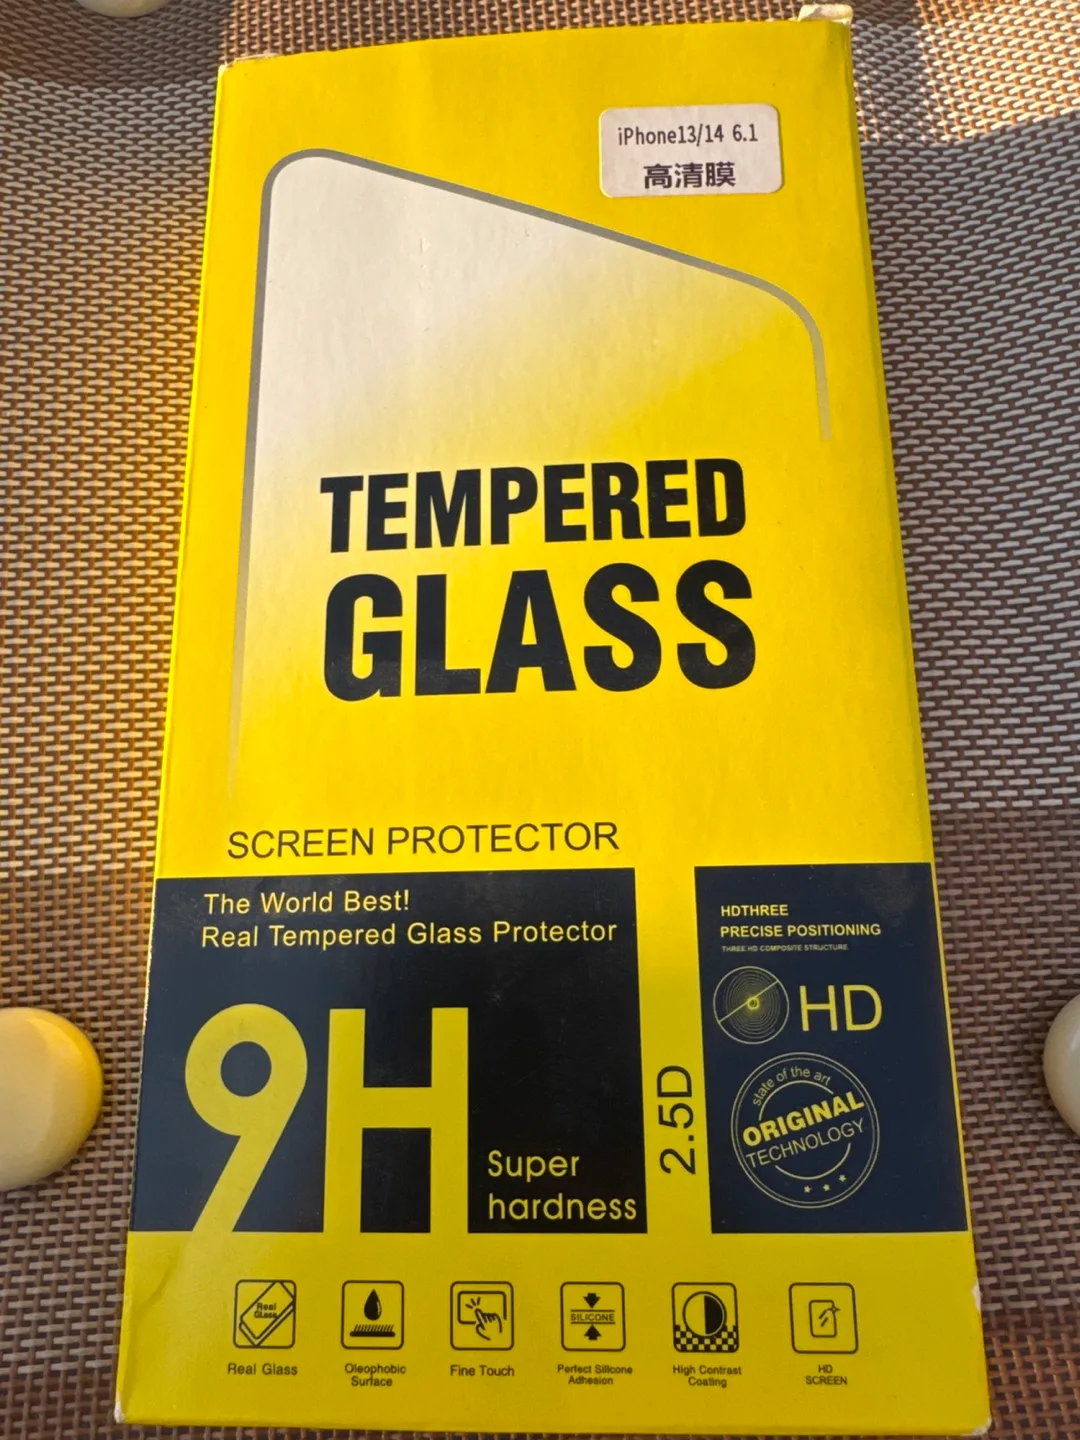 iPhone13/14 6.1
高清膜
TEMPERED
GLASS
SCREEN PROTECTOR
The World Best!
Real Tempered Glass Protector
9H
Super
hardness
2.5D
HDTHREE
PRECISE POSITIONING
THREE HD COMPOSITE STRUCTURE
HD
state of the art
ORIGINAL
TECHNOLOGY
Real
Glass
Real Glass
Oleophobic
Surface
Fine Touch
SILICONE
Perfect Silicone
Adhesion
High Contrast
Coating
HD
SCREEN